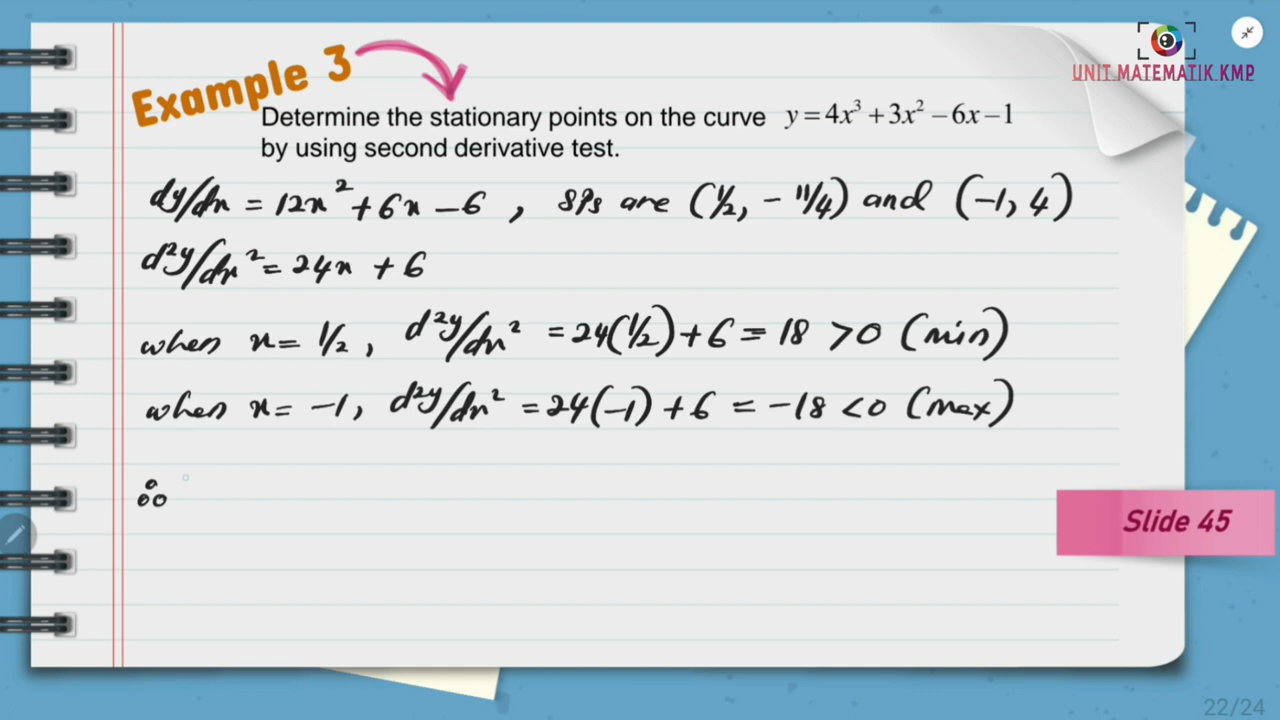 UNIT MATEMATIK KMP
Example 3
Determine the stationary points on the curve y = 4x³ + 3x² − 6x − 1
by using second derivative test.
dy/dx = 12x² + 6x − 6 , SPs are (1/2, − 11/4) and (−1, 4)
d²y/dx² = 24x + 6
when x = 1/2 , d²y/dx² = 24(1/2) + 6 = 18 > 0 (min)
when x = −1, d²y/dx² = 24(−1) + 6 = −18 < 0 (max)
∴
Slide 45
22/24